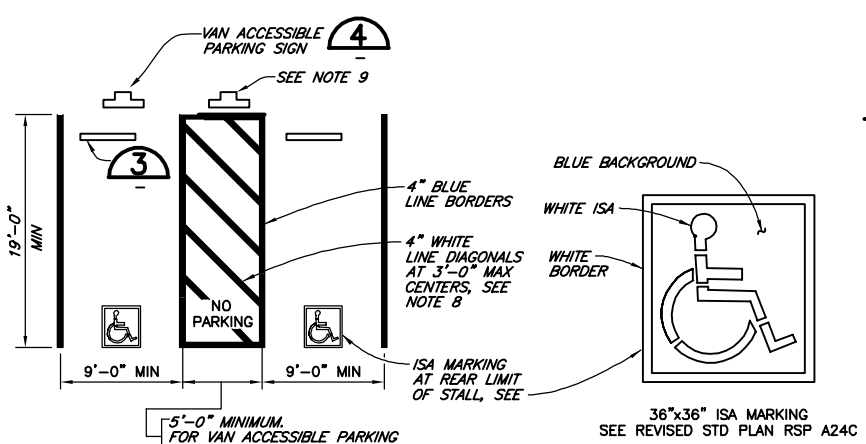 VAN ACCESSIBLE
PARKING SIGN
4
–
SEE NOTE 9
3
–
19'-0"
MIN
4" BLUE
LINE BORDERS
4" WHITE
LINE DIAGONALS
AT 3'-0" MAX
CENTERS, SEE
NOTE 8
NO
PARKING
9'-0" MIN
9'-0" MIN
ISA MARKING
AT REAR LIMIT
OF STALL, SEE
5'-0" MINIMUM.
FOR VAN ACCESSIBLE PARKING
BLUE BACKGROUND
WHITE ISA
WHITE
BORDER
36"x36" ISA MARKING
SEE REVISED STD PLAN RSP A24C